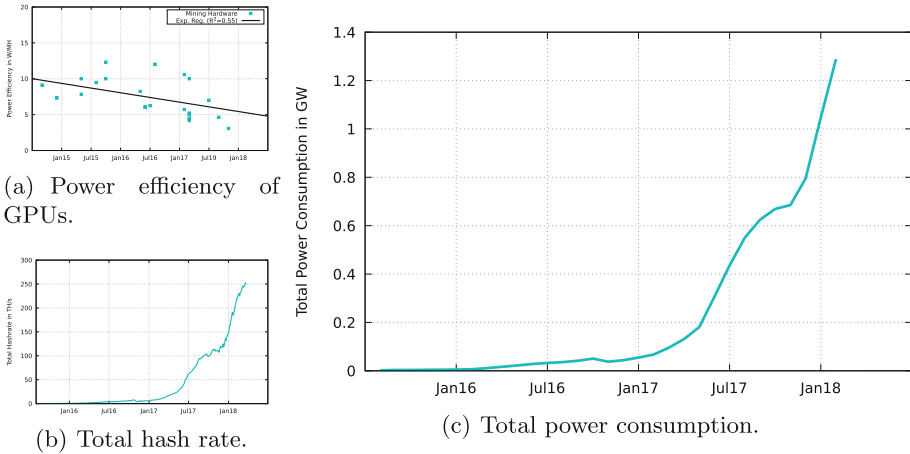 20
15
10
5
0
Power Efficiency in W/MH
Mining Hardware
Exp. Reg. (R²=0.55)
Jan15 Jul15 Jan16 Jul16 Jan17 Jul19 Jan18
(a) Power efficiency of
GPUs.
300
250
200
150
100
50
0
Total Hashrate in TH/s
Jan16 Jul16 Jan17 Jul17 Jan18
(b) Total hash rate.
1.4
1.2
1
0.8
0.6
0.4
0.2
0
Total Power Consumption in GW
Jan16 Jul16 Jan17 Jul17 Jan18
(c) Total power consumption.